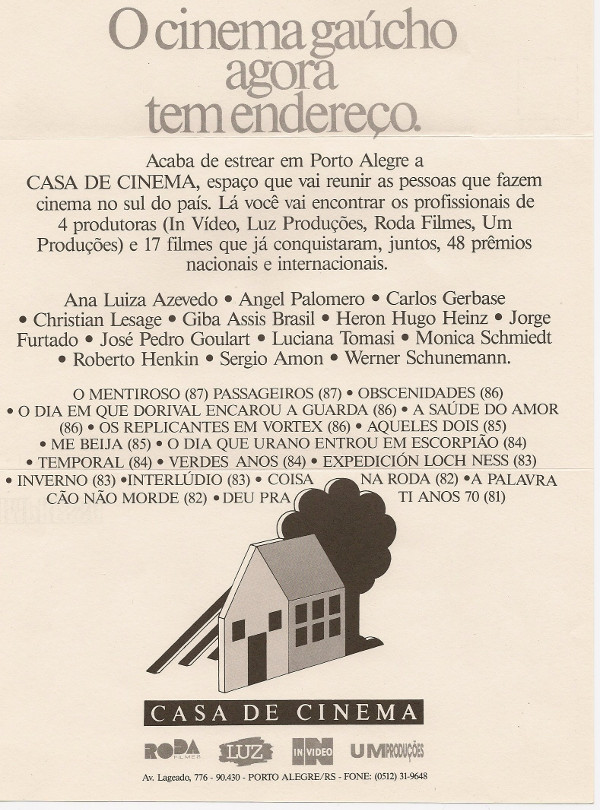 O cinema gaúcho
agora
tem endereço.
Acaba de estrear em Porto Alegre a
CASA DE CINEMA, espaço que vai reunir as pessoas que fazem
cinema no sul do país. Lá você vai encontrar os profissionais de
4 produtoras (In Vídeo, Luz Produções, Roda Filmes, Um
Produções) e 17 filmes que já conquistaram, juntos, 48 prêmios
nacionais e internacionais.
Ana Luiza Azevedo • Angel Palomero • Carlos Gerbase
• Christian Lesage • Giba Assis Brasil • Heron Hugo Heinz • Jorge
Furtado • José Pedro Goulart • Luciana Tomasi • Monica Schmiedt
• Roberto Henkin • Sergio Amon • Werner Schunemann.
O MENTIROSO (87) PASSAGEIROS (87) • OBSCENIDADES (86)
• O DIA EM QUE DORIVAL ENCAROU A GUARDA (86) • A SAÚDE DO AMOR
(86) • OS REPLICANTES EM VORTEX (86) • AQUELES DOIS (85)
• ME BEIJA (85) • O DIA QUE URANO ENTROU EM ESCORPIÃO (84)
• TEMPORAL (84) • VERDES ANOS (84) • EXPEDICIÓN LOCH NESS (83)
• INVERNO (83) •INTERLÚDIO (83) • COISA NA RODA (82) •A PALAVRA
CÃO NÃO MORDE (82) •DEU PRA TI ANOS 70 (81)
CASA DE CINEMA
RODA FILMES LUZ IN VIDEO UM PRODUÇÕES
Av. Lageado, 776 - 90.430 - PORTO ALEGRE/RS - FONE: (0512) 31-9648